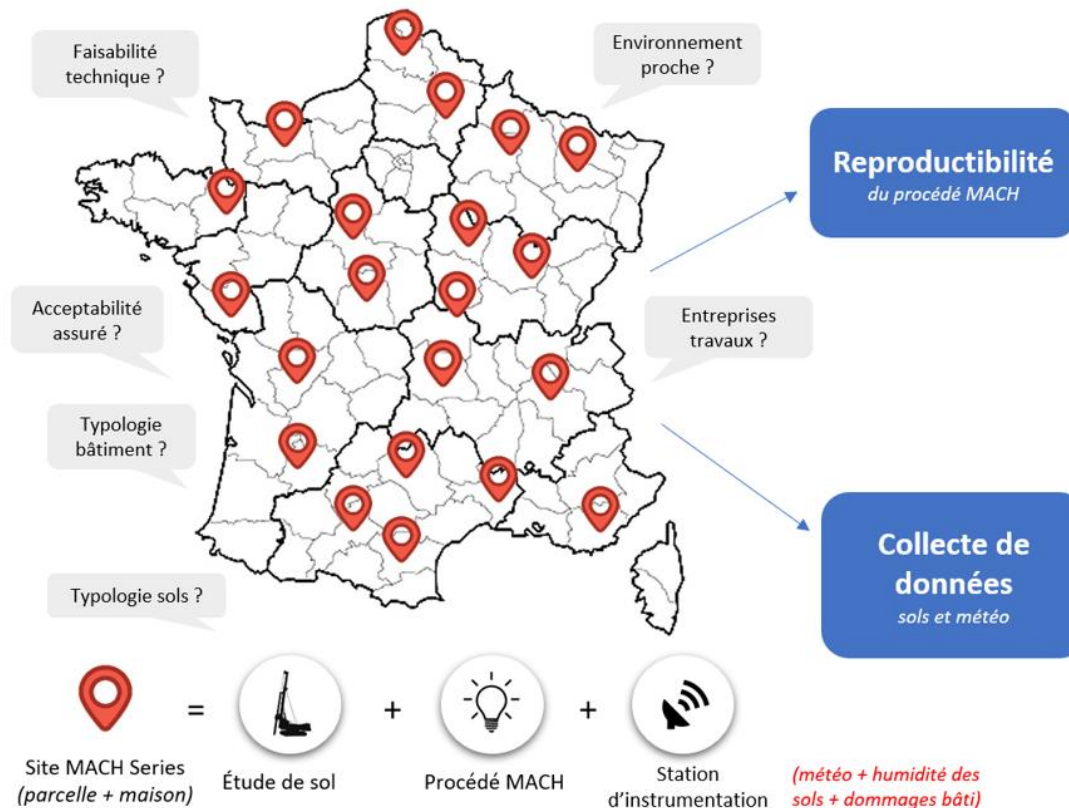 Faisabilité
technique ?
Environnement
proche ?
Reproductibilité
du procédé MACH
Acceptabilité
assuré ?
Entreprises
travaux ?
Typologie
bâtiment ?
Collecte de
données
sols et météo
Typologie sols ?
=
+
+
Site MACH Series
(parcelle + maison)
Étude de sol
Procédé MACH
Station
d'instrumentation
(météo + humidité des
sols + dommages bâti)